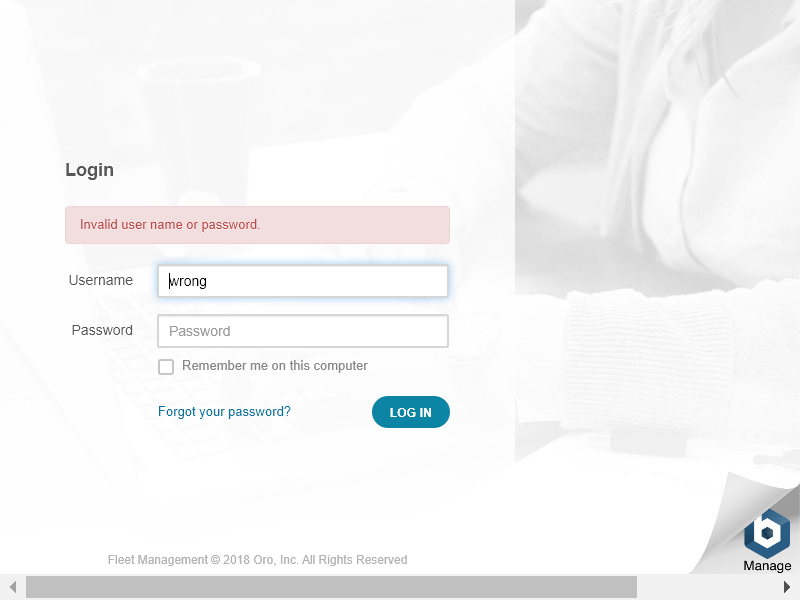 Login
Invalid user name or password.
Username
wrong
Password
Password
Remember me on this computer
Forgot your password?
LOG IN
Fleet Management © 2018 Oro, Inc. All Rights Reserved
Manage